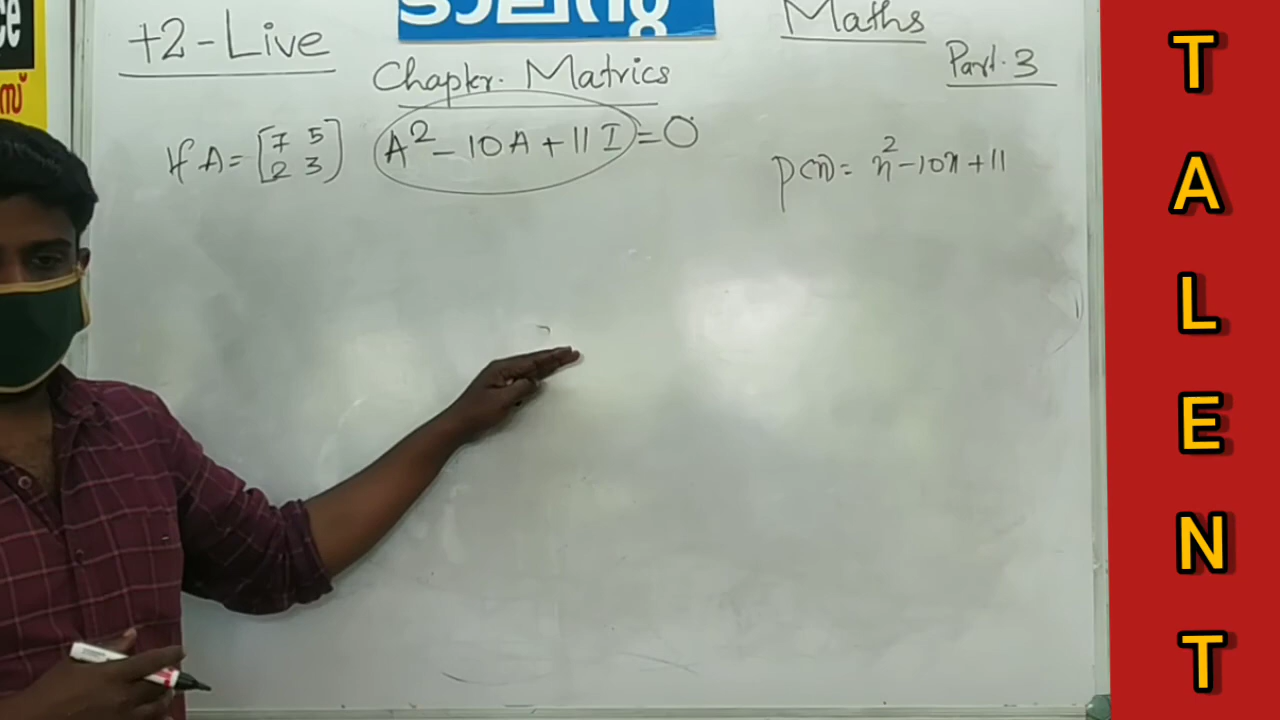 +2-Live
Maths
Chapter. Matrics
Part.3
If A = [7 5
2 3] A² - 10A + 11 I = 0
p(x) = x² - 10x + 11
T
A
L
E
N
T